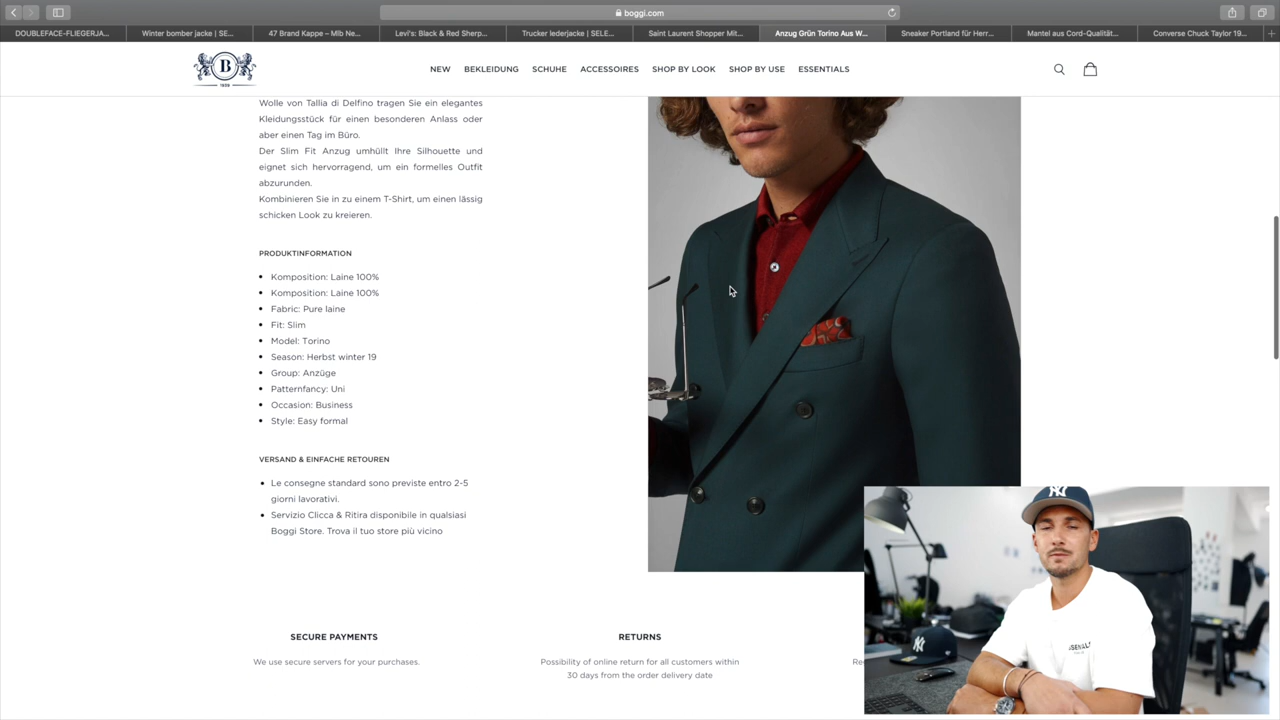 boggi.com
DOUBLEFACE-FLIEGERJA...
Winter bomber jacke | SE...
47 Brand Kappe – Mlb Ne...
Levi's: Black & Red Sherp...
Trucker lederjacke | SELE...
Saint Laurent Shopper Mit...
Anzug Grün Torino Aus W...
Sneaker Portland für Herr...
Mantel aus Cord-Qualität...
Converse Chuck Taylor 19...
B
1939
NEW
BEKLEIDUNG
SCHUHE
ACCESSOIRES
SHOP BY LOOK
SHOP BY USE
ESSENTIALS
Wolle von Tallia di Delfino tragen Sie ein elegantes
Kleidungsstück für einen besonderen Anlass oder
aber einen Tag im Büro.
Der Slim Fit Anzug umhüllt Ihre Silhouette und
eignet sich hervorragend, um ein formelles Outfit
abzurunden.
Kombinieren Sie in zu einem T-Shirt, um einen lässig
schicken Look zu kreieren.
PRODUKTINFORMATION
Komposition: Laine 100%
Komposition: Laine 100%
Fabric: Pure laine
Fit: Slim
Model: Torino
Season: Herbst winter 19
Group: Anzüge
Patternfancy: Uni
Occasion: Business
Style: Easy formal
VERSAND & EINFACHE RETOUREN
Le consegne standard sono previste entro 2-5
giorni lavorativi.
Servizio Clicca & Ritira disponibile in qualsiasi
Boggi Store. Trova il tuo store più vicino
SECURE PAYMENTS
We use secure servers for your purchases.
RETURNS
Possibility of online return for all customers within
30 days from the order delivery date
NY
NY